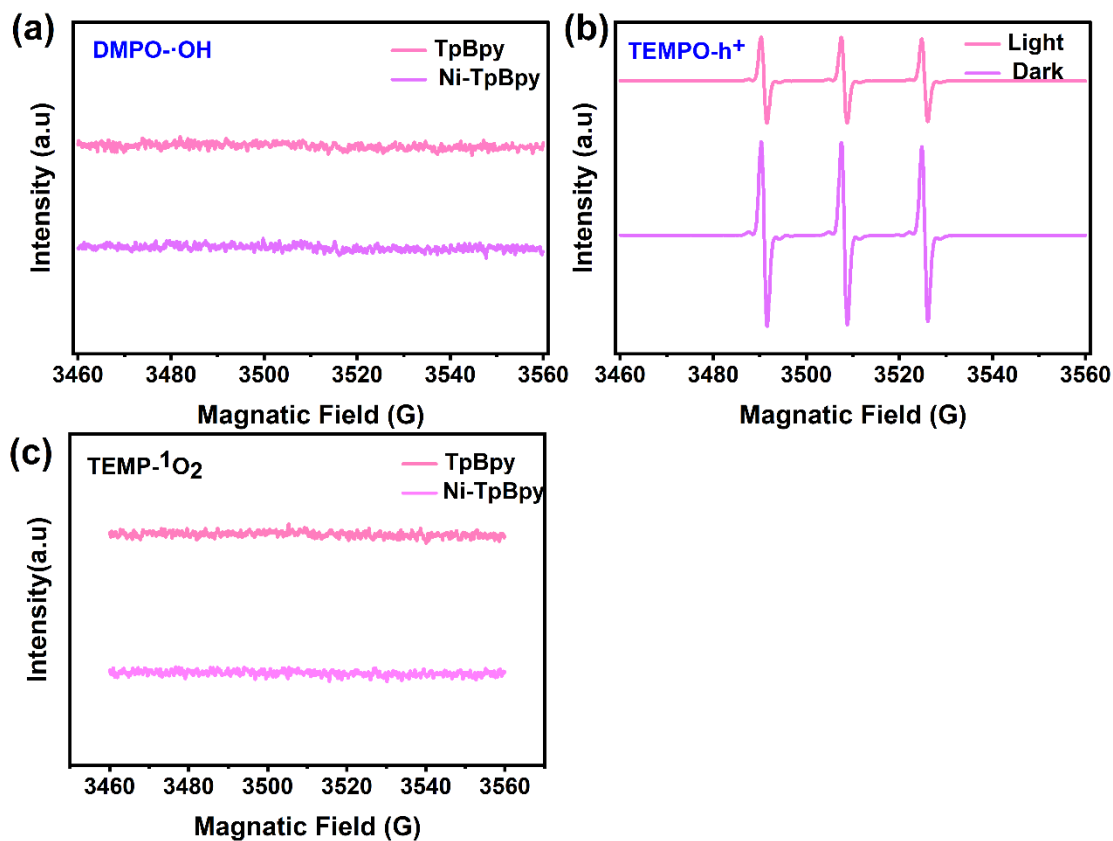 (a)
DMPO-·OH
TpBpy
Ni-TpBpy
Intensity (a.u)
3460 3480 3500 3520 3540 3560
Magnatic Field (G)
(b)
TEMPO-h⁺
Light
Dark
Intensity (a.u)
3460 3480 3500 3520 3540 3560
Magnatic Field (G)
(c)
TEMP-¹O₂
TpBpy
Ni-TpBpy
Intensity(a.u)
3460 3480 3500 3520 3540 3560
Magnatic Field (G)